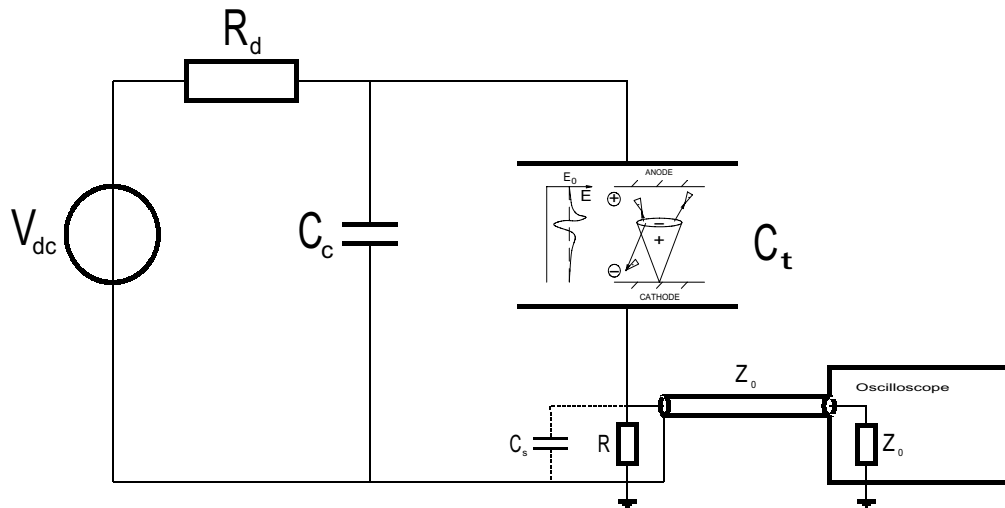 R_d
V_dc
C_c
E_0
E
ANODE
+
−
+
−
CATHODE
C_t
Z_0
Oscilloscope
C_s
R
Z_0